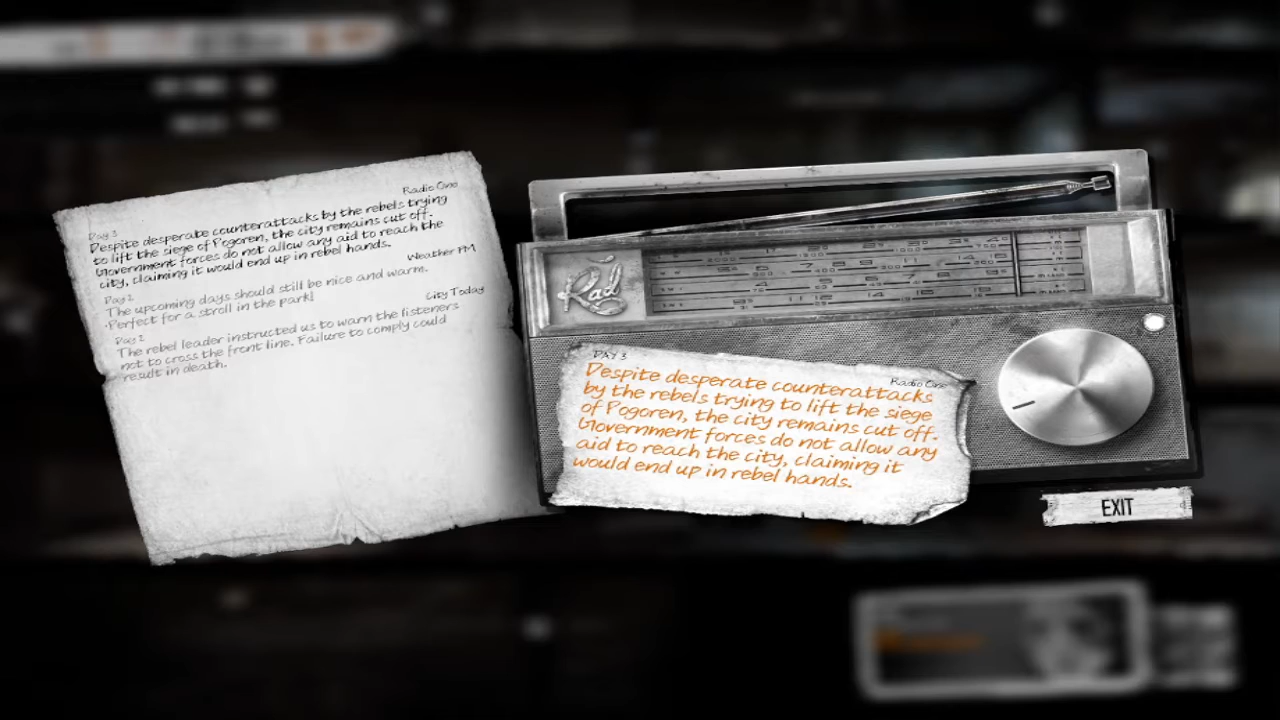 Radio One
Day 3
Despite desperate counterattacks by the rebels trying
to lift the siege of Pogoren, the city remains cut off.
Government forces do not allow any aid to reach the
city, claiming it would end up in rebel hands.
Weather FM
Day 2
The upcoming days should still be nice and warm.
Perfect for a stroll in the park!
City Today
Day 2
The rebel leader instructed us to warn the listeners
not to cross the front line. Failure to comply could
result in death.
Rad
DAY 3
Radio One
Despite desperate counterattacks
by the rebels trying to lift the siege
of Pogoren, the city remains cut off.
Government forces do not allow any
aid to reach the city, claiming it
would end up in rebel hands.
EXIT